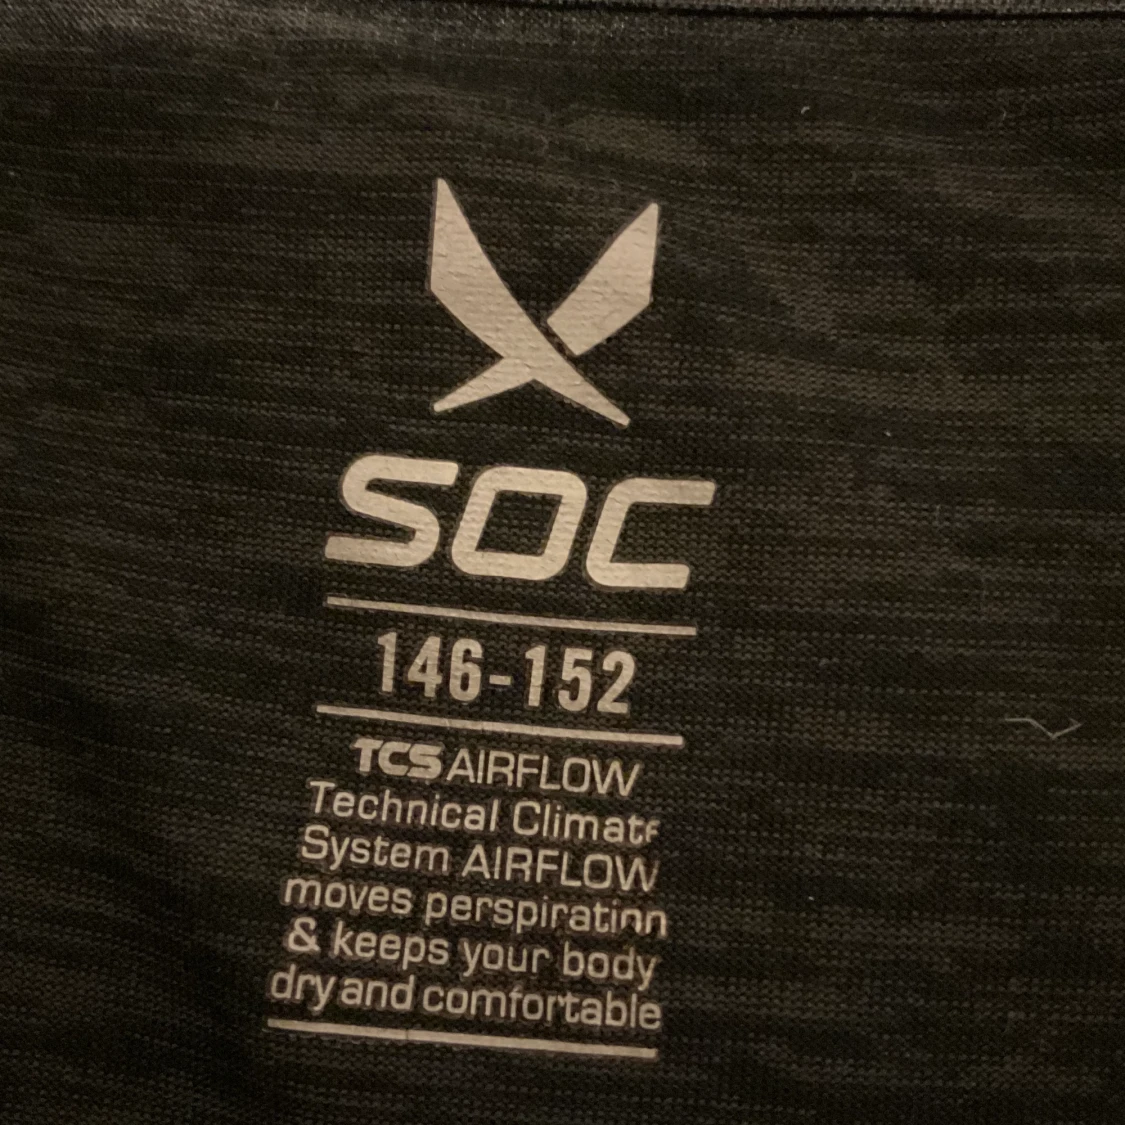 SOC
146-152
TCS AIRFLOW
Technical Climate
System AIRFLOW
moves perspiration
& keeps your body
dry and comfortable